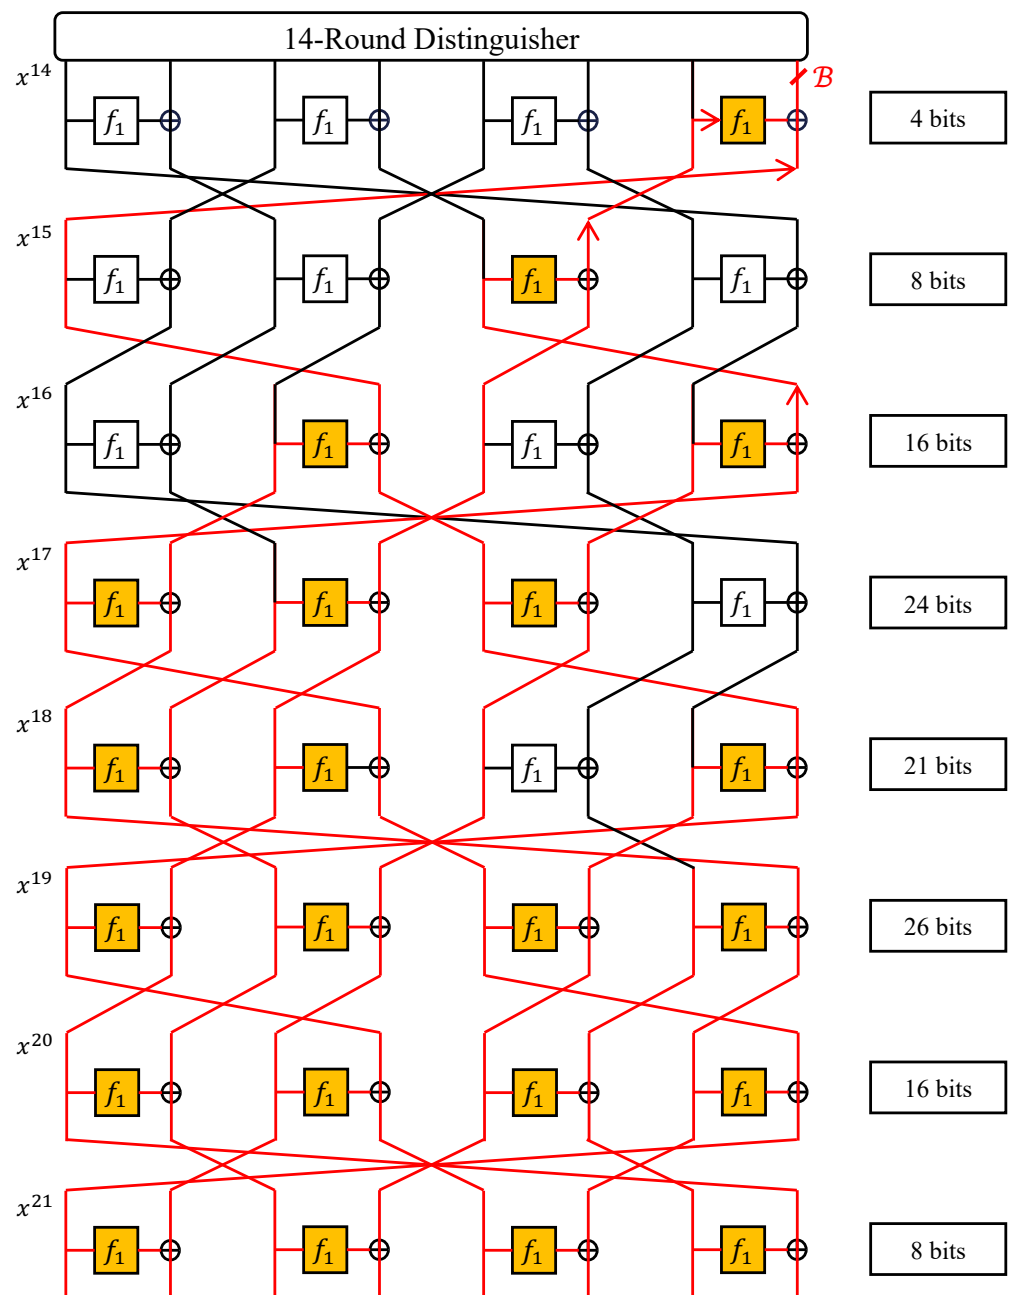 14-Round Distinguisher
x^14 ℬ
f₁ f₁ f₁ f₁ 4 bits
x^15
f₁ f₁ f₁ f₁ 8 bits
x^16
f₁ f₁ f₁ f₁ 16 bits
x^17
f₁ f₁ f₁ f₁ 24 bits
x^18
f₁ f₁ f₁ f₁ 21 bits
x^19
f₁ f₁ f₁ f₁ 26 bits
x^20
f₁ f₁ f₁ f₁ 16 bits
x^21
f₁ f₁ f₁ f₁ 8 bits